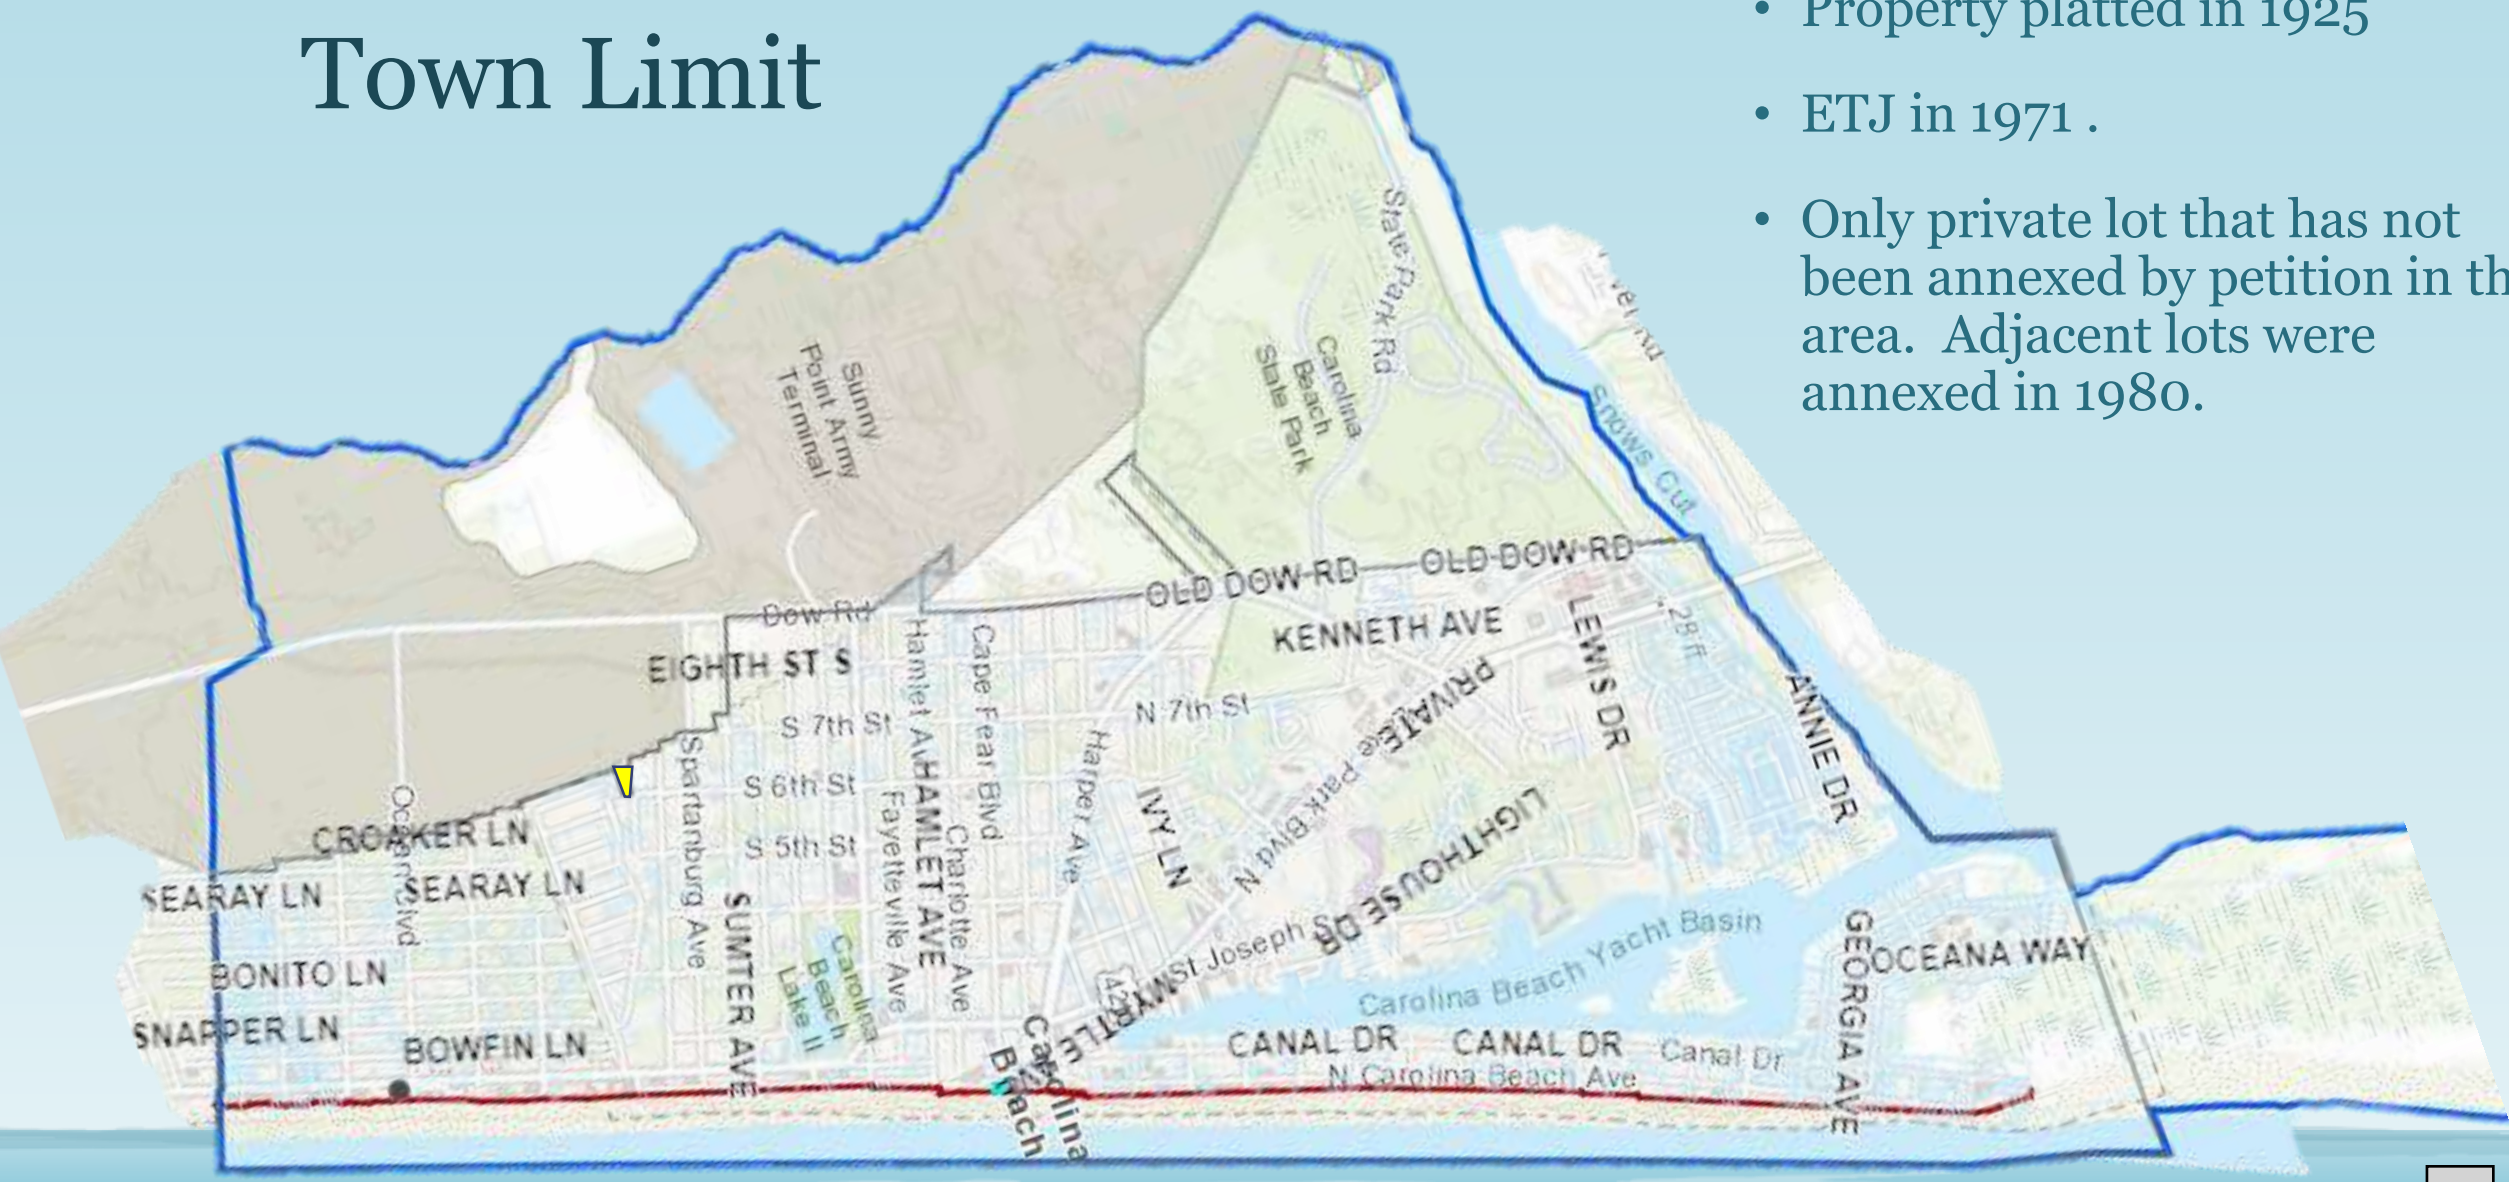 Town Limit
• Property platted in 1925
• ETJ in 1971 .
• Only private lot that has not
been annexed by petition in th
area.  Adjacent lots were
annexed in 1980.
State Park Rd
Carolina
Beach
State Park
Sunny
Point Army
Terminal
Snows Cut
OLD DOW RD
OLD DOW RD
Dow Rd
KENNETH AVE
LEWIS DR
28 ft
EIGHTH ST S
Hamlet A
Cape Fear Blvd
PRIVATE
ANNIE DR
S 7th St
N 7th St
Spartanburg Ave
Harper Ave
S 6th St
Fayetteville Ave
HAMLET AVE
Charlotte Ave
IVY LN
N Park Blvd
LIGHTHOUSE DR
Ocean Blvd
CROAKER LN
S 5th St
SEARAY LN
SEARAY LN
SUMTER AVE
Carolina
Beach
Lake II
St Joseph St
Carolina Beach Yacht Basin
GEORGIA AVE
OCEANA WAY
BONITO LN
421
MYRTLE
SNAPPER LN
BOWFIN LN
Carolina
Beach
CANAL DR
CANAL DR
Canal Dr
N Carolina Beach Ave